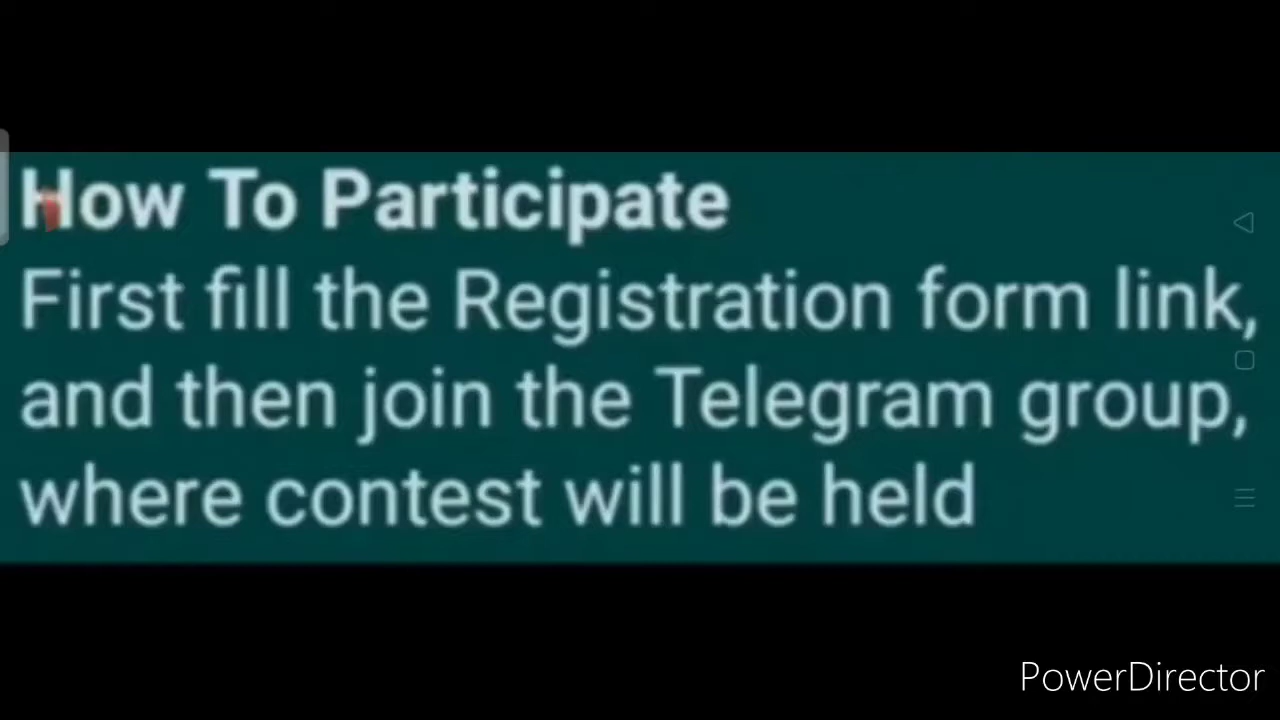 How To Participate
First fill the Registration form link,
and then join the Telegram group,
where contest will be held
PowerDirector